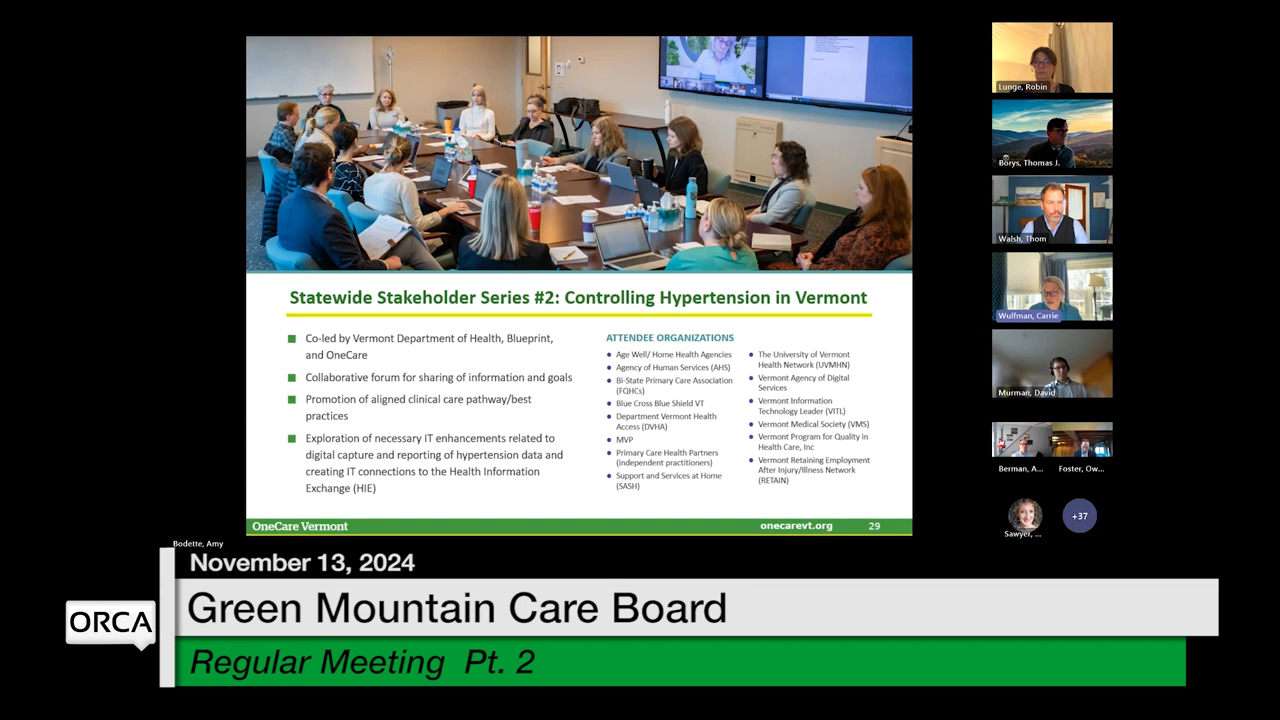 Statewide Stakeholder Series #2: Controlling Hypertension in Vermont
Co-led by Vermont Department of Health, Blueprint,
and OneCare
Collaborative forum for sharing of information and goals
Promotion of aligned clinical care pathway/best
practices
Exploration of necessary IT enhancements related to
digital capture and reporting of hypertension data and
creating IT connections to the Health Information
Exchange (HIE)
ATTENDEE ORGANIZATIONS
Age Well/ Home Health Agencies
Agency of Human Services (AHS)
Bi-State Primary Care Association
(FQHCs)
Blue Cross Blue Shield VT
Department Vermont Health
Access (DVHA)
MVP
Primary Care Health Partners
(independent practitioners)
Support and Services at Home
(SASH)
The University of Vermont
Health Network (UVMHN)
Vermont Agency of Digital
Services
Vermont Information
Technology Leader (VITL)
Vermont Medical Society (VMS)
Vermont Program for Quality in
Health Care, Inc
Vermont Retaining Employment
After Injury/Illness Network
(RETAIN)
OneCare Vermont
onecarevt.org
29
Lunge, Robin
Borys, Thomas J.
Walsh, Thom
Wulfman, Carrie
Murman, David
Berman, A...
Foster, Ow...
Sawyer, ...
+37
Bodette, Amy
November 13, 2024
ORCA
Green Mountain Care Board
Regular Meeting Pt. 2